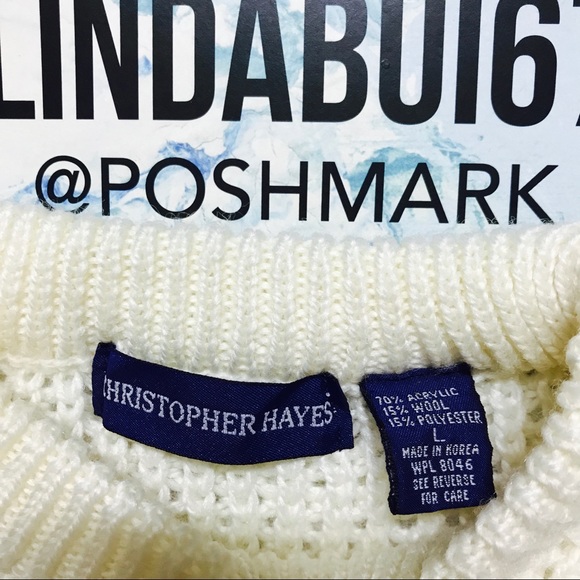 LINDABUI67
@POSHMARK
CHRISTOPHER HAYES
70% ACRYLIC
15% WOOL
15% POLYESTER
L
MADE IN KOREA
WPL 8046
SEE REVERSE
FOR CARE